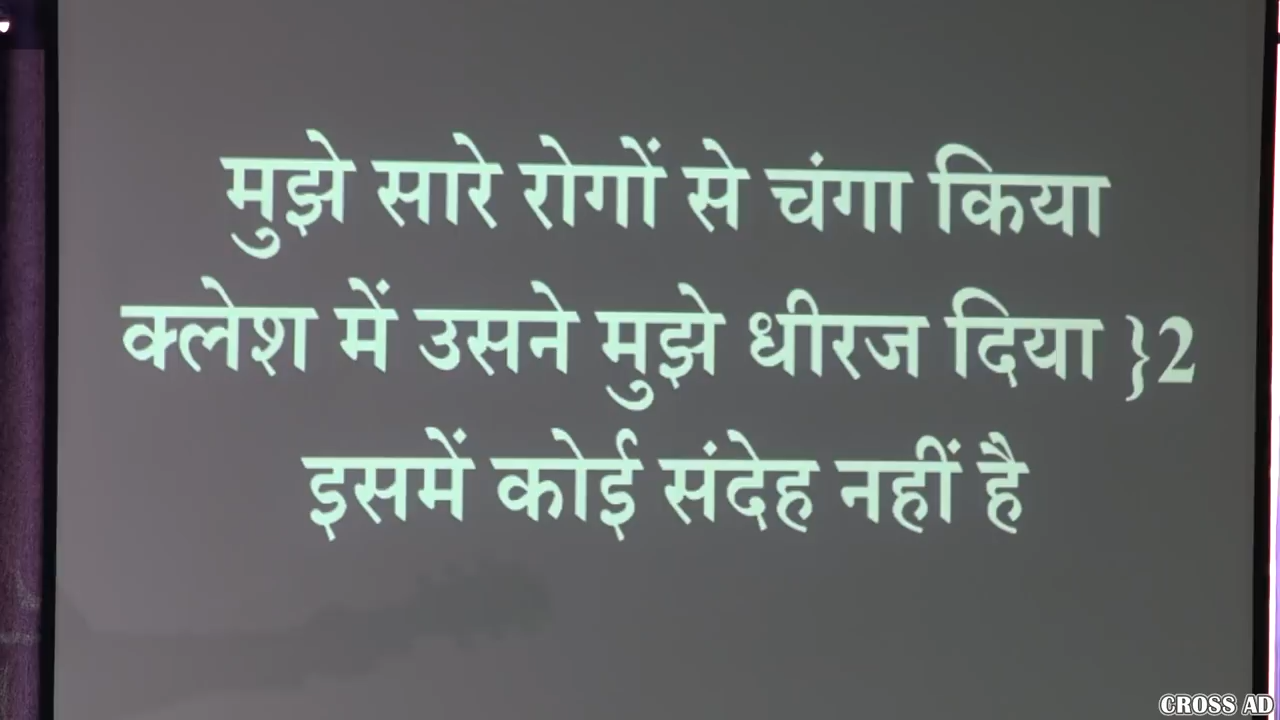 मुझे सारे रोगों से चंगा किया
क्लेश में उसने मुझे धीरज दिया }2
इसमें कोई संदेह नहीं है
CROSS AD